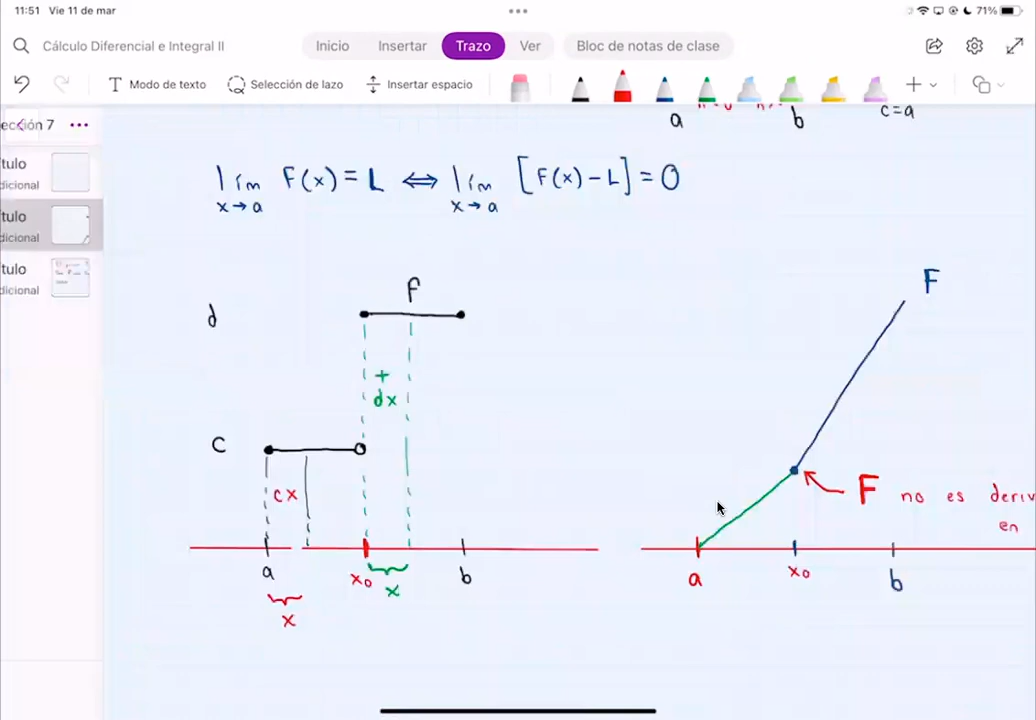 11:51 Vie 11 de mar
71%
Cálculo Diferencial e Integral II
Inicio Insertar Trazo Ver Bloc de notas de clase
Modo de texto Selección de lazo Insertar espacio
ección 7
tulo
dicional
tulo
dicional
tulo
dicional
a b c=a
lím F(x) = L ⟺ lím [F(x) - L] = 0
x→a x→a
f
F
d
+
dx
c
cx
F no es deriv
en
a x₀ b
x
x
a x₀ b